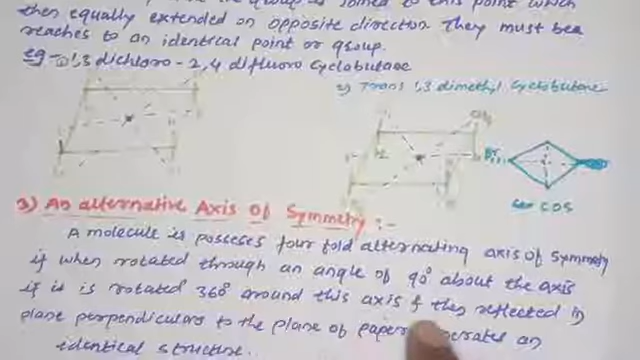 then equally extended on opposite direction They must be a
reaches to an identical point or group.
eg- 1) 1,3 dichloro - 2,4 difluoro cyclobutane
2) Trans 1,3 dimethyl cyclobutane
CH3
Br
COS
3) An alternative Axis Of Symmetry :-
A molecule is posseses four fold alternating axis of symmetry
if when rotated through an angle of 90° about the axis
if it is rotated 360° around this axis & then reflected in
plane perpendiculars to the plane of paper an
identical structure.